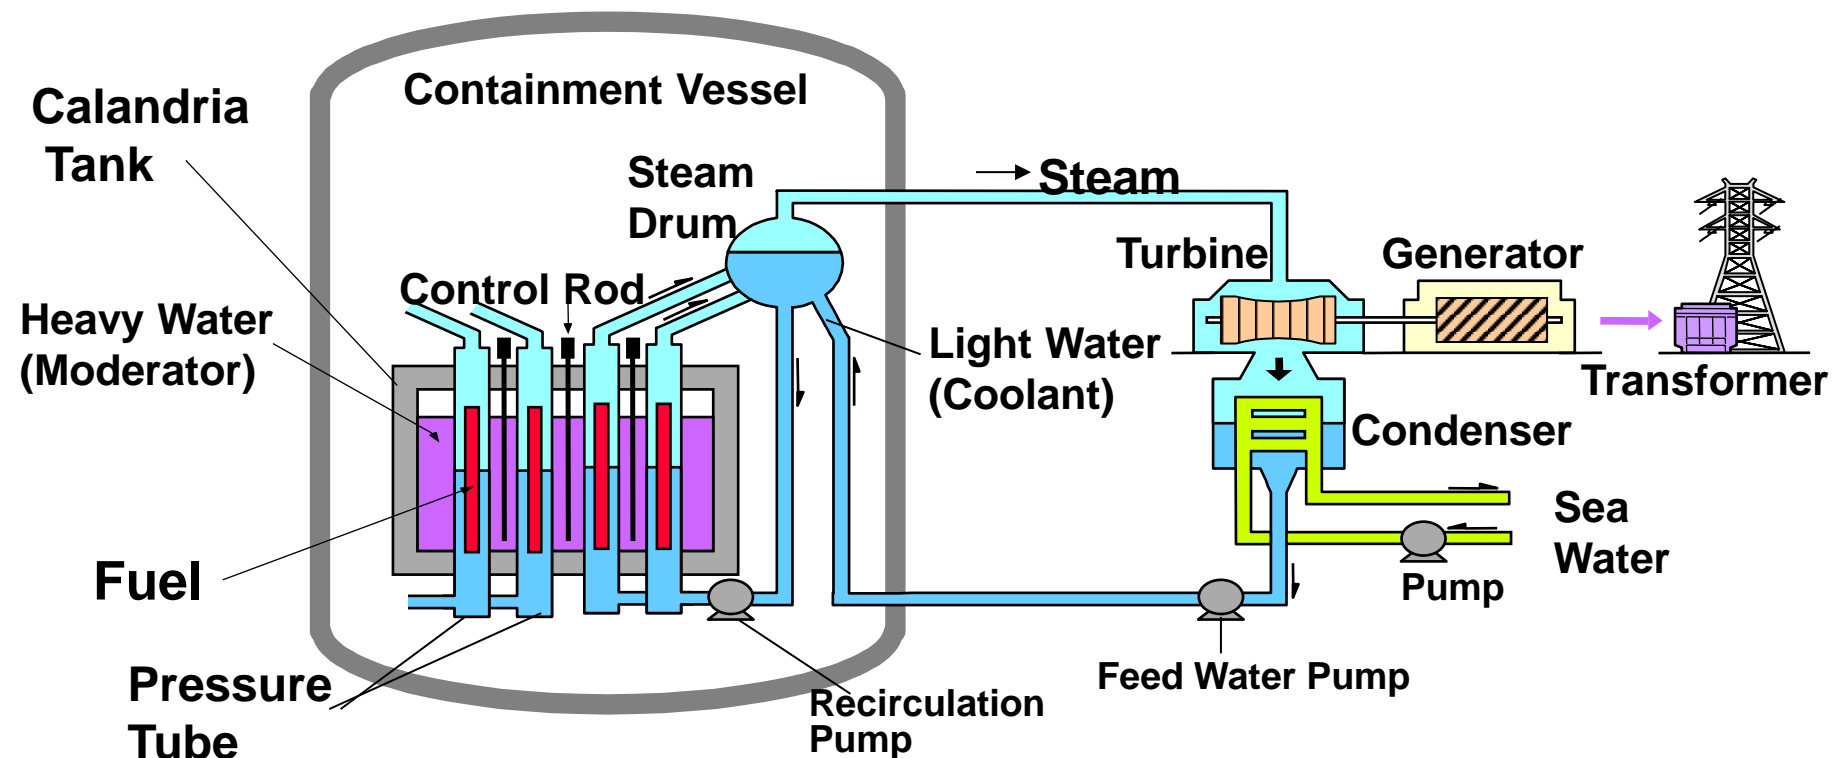 Containment Vessel
Calandria
Tank
Steam
Drum
Steam
Turbine
Generator
Control Rod
Heavy Water
(Moderator)
Light Water
(Coolant)
Transformer
Condenser
Sea
Water
Fuel
Pump
Pressure
Tube
Feed Water Pump
Recirculation
Pump